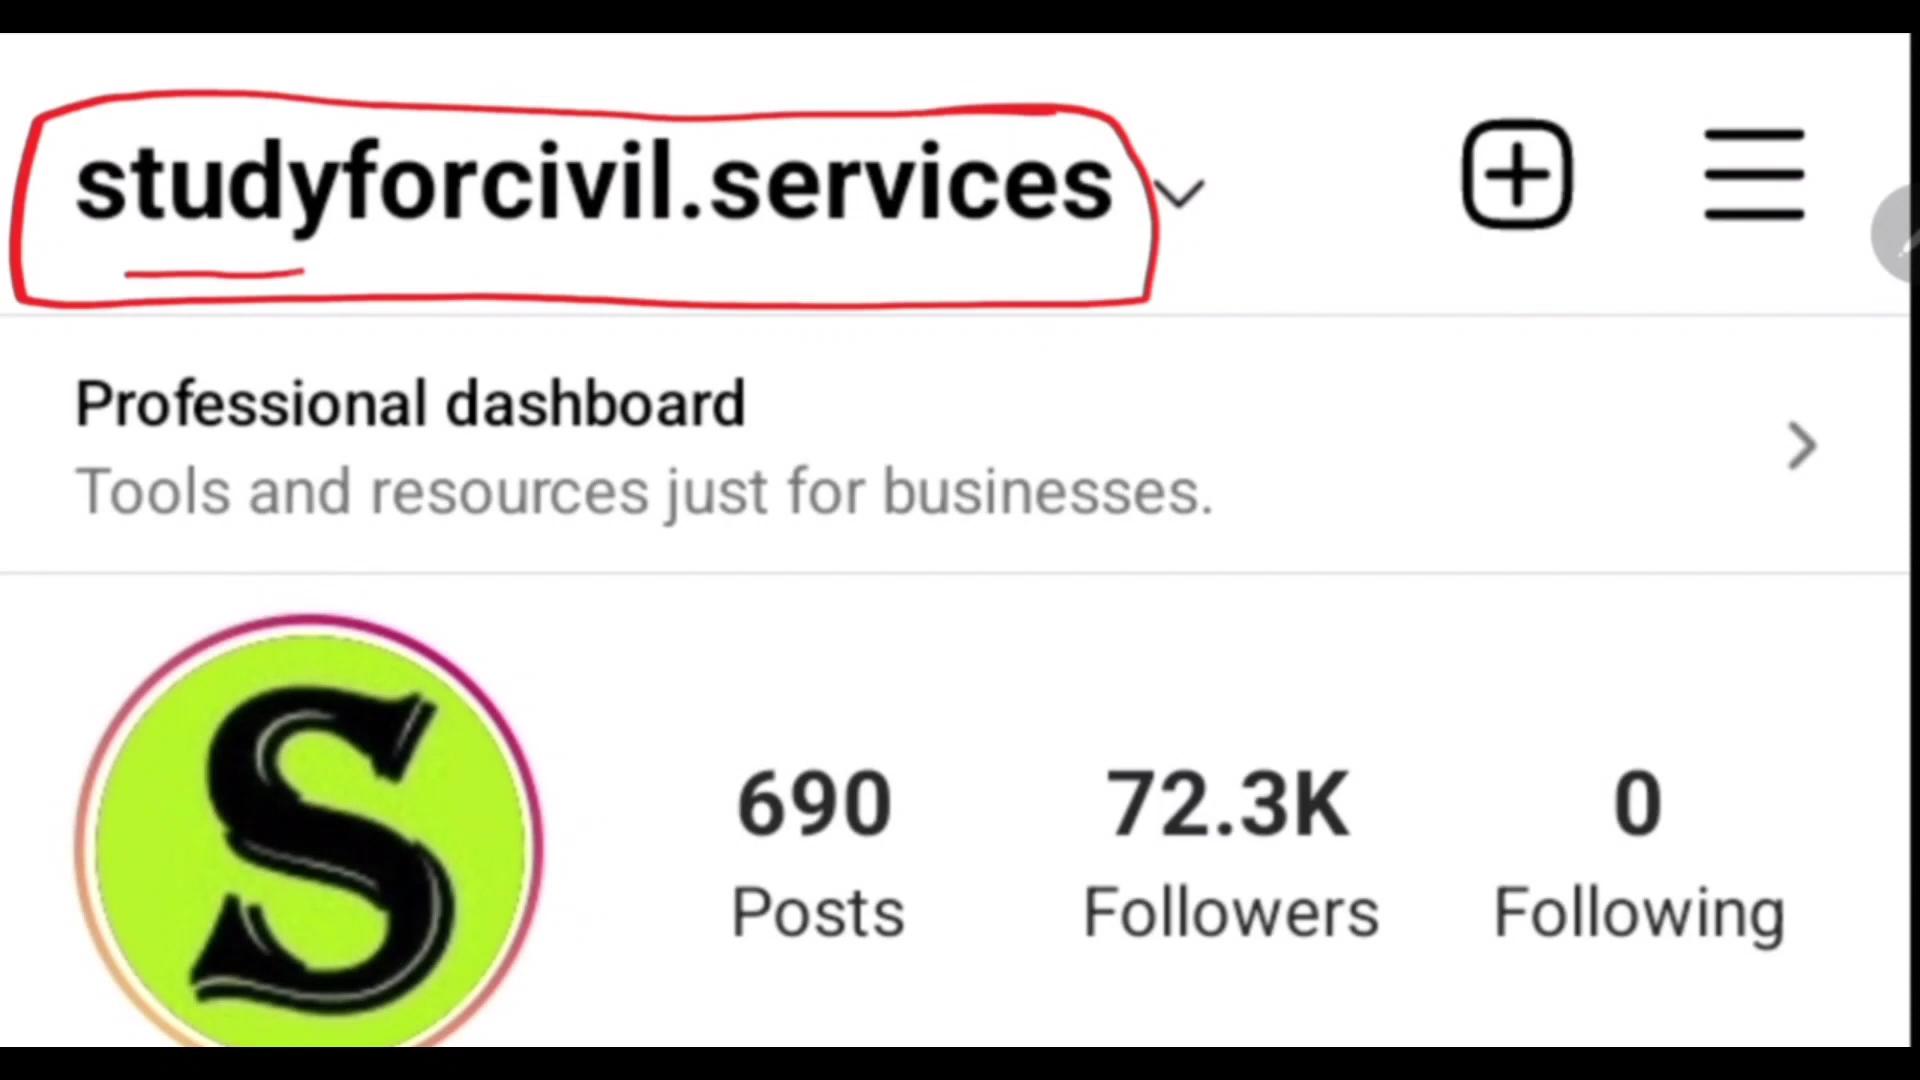 studyforcivil.services
Professional dashboard
Tools and resources just for businesses.
S
690 72.3K 0
Posts Followers Following